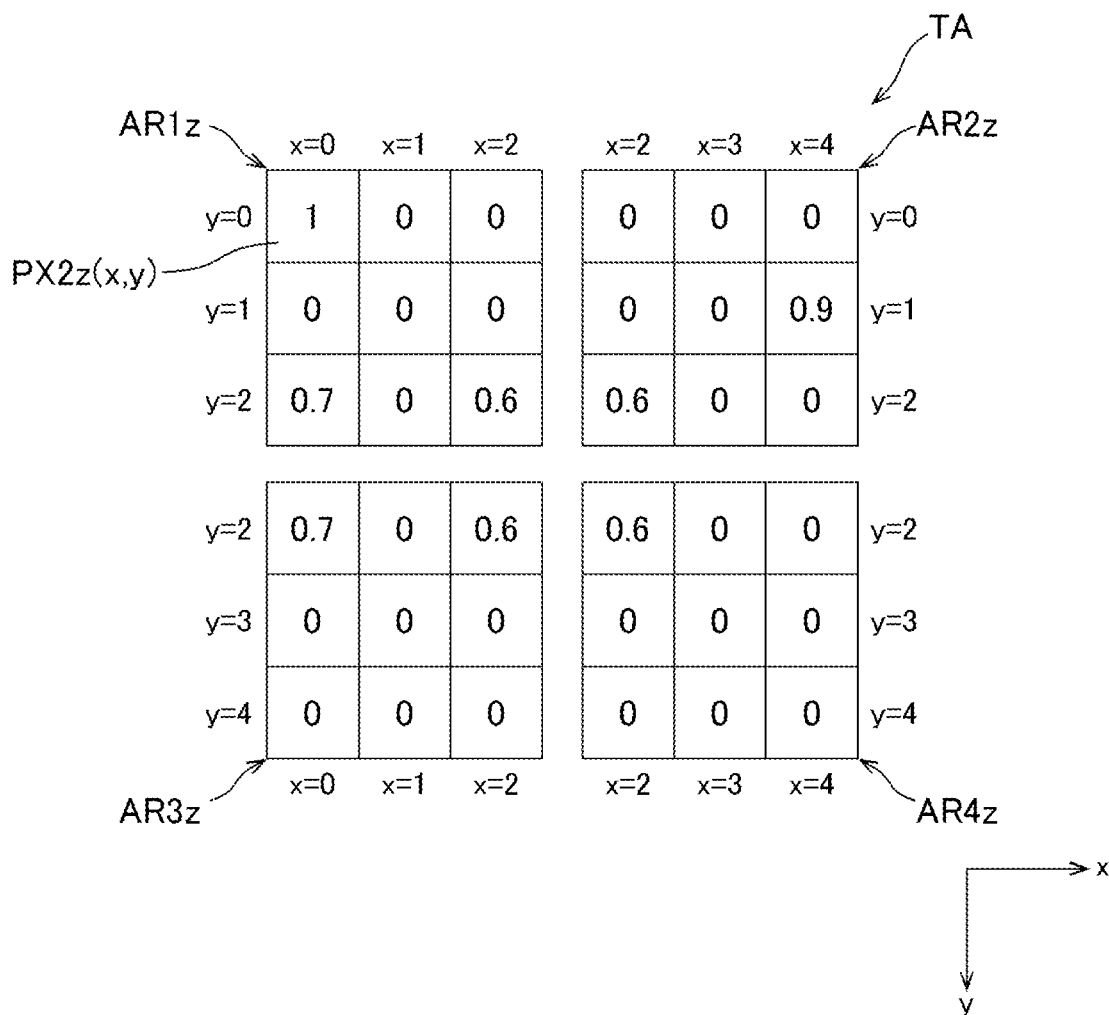 TA
AR1z x=0 x=1 x=2 x=2 x=3 x=4 AR2z
y=0 1 0 0 0 0 0 y=0
PX2z(x,y)
y=1 0 0 0 0 0 0.9 y=1
y=2 0.7 0 0.6 0.6 0 0 y=2
y=2 0.7 0 0.6 0.6 0 0 y=2
y=3 0 0 0 0 0 0 y=3
y=4 0 0 0 0 0 0 y=4
AR3z x=0 x=1 x=2 x=2 x=3 x=4 AR4z
x
y